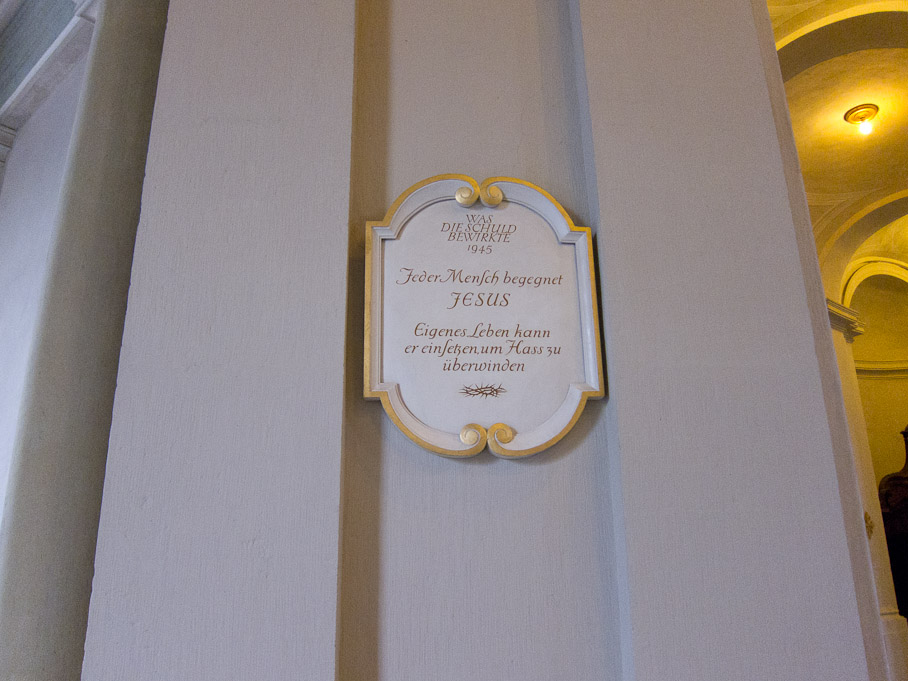 WAS
DIE SCHULD
BEWIRKTE
1945
Jeder Menſch begegnet
JESUS
Eigenes Leben kann
er einſetzen, um Hass zu
überwinden